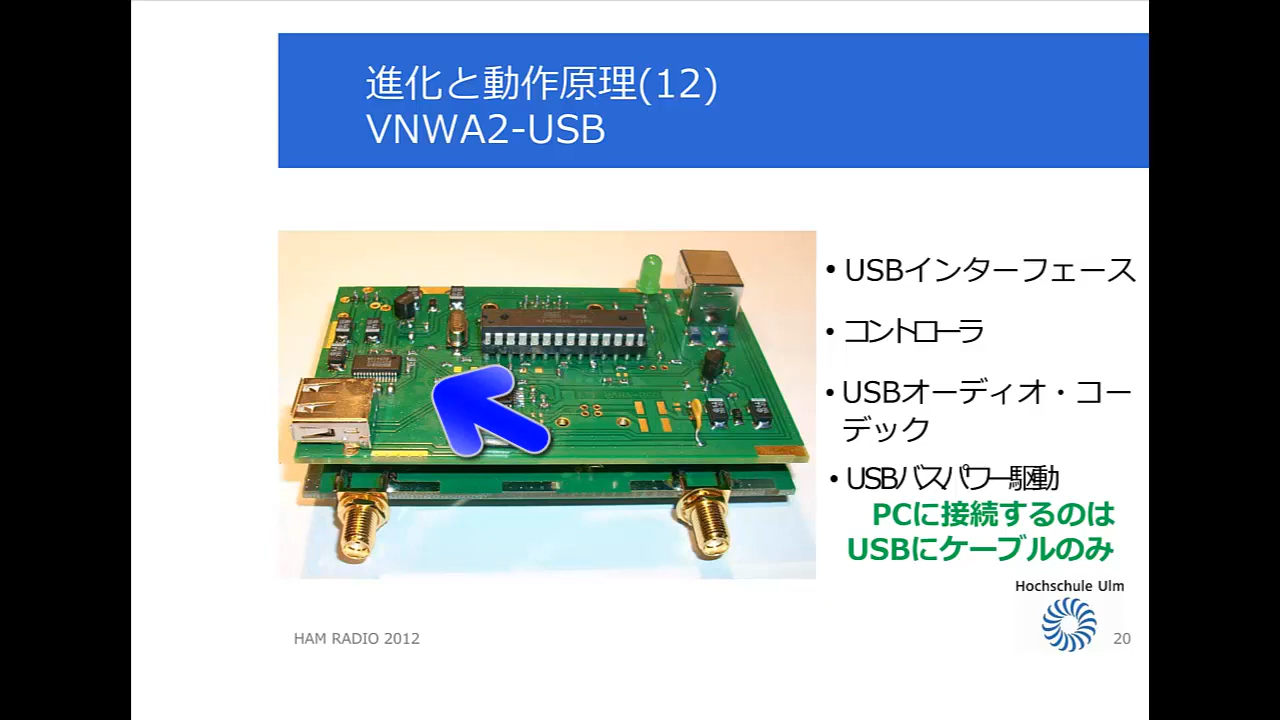 進化と動作原理(12)
VNWA2-USB
• USBインターフェース
• コントローラ
• USBオーディオ・コー
デック
• USBバスパワー駆動
PCに接続するのは
USBにケーブルのみ
Hochschule Ulm
HAM RADIO 2012
20